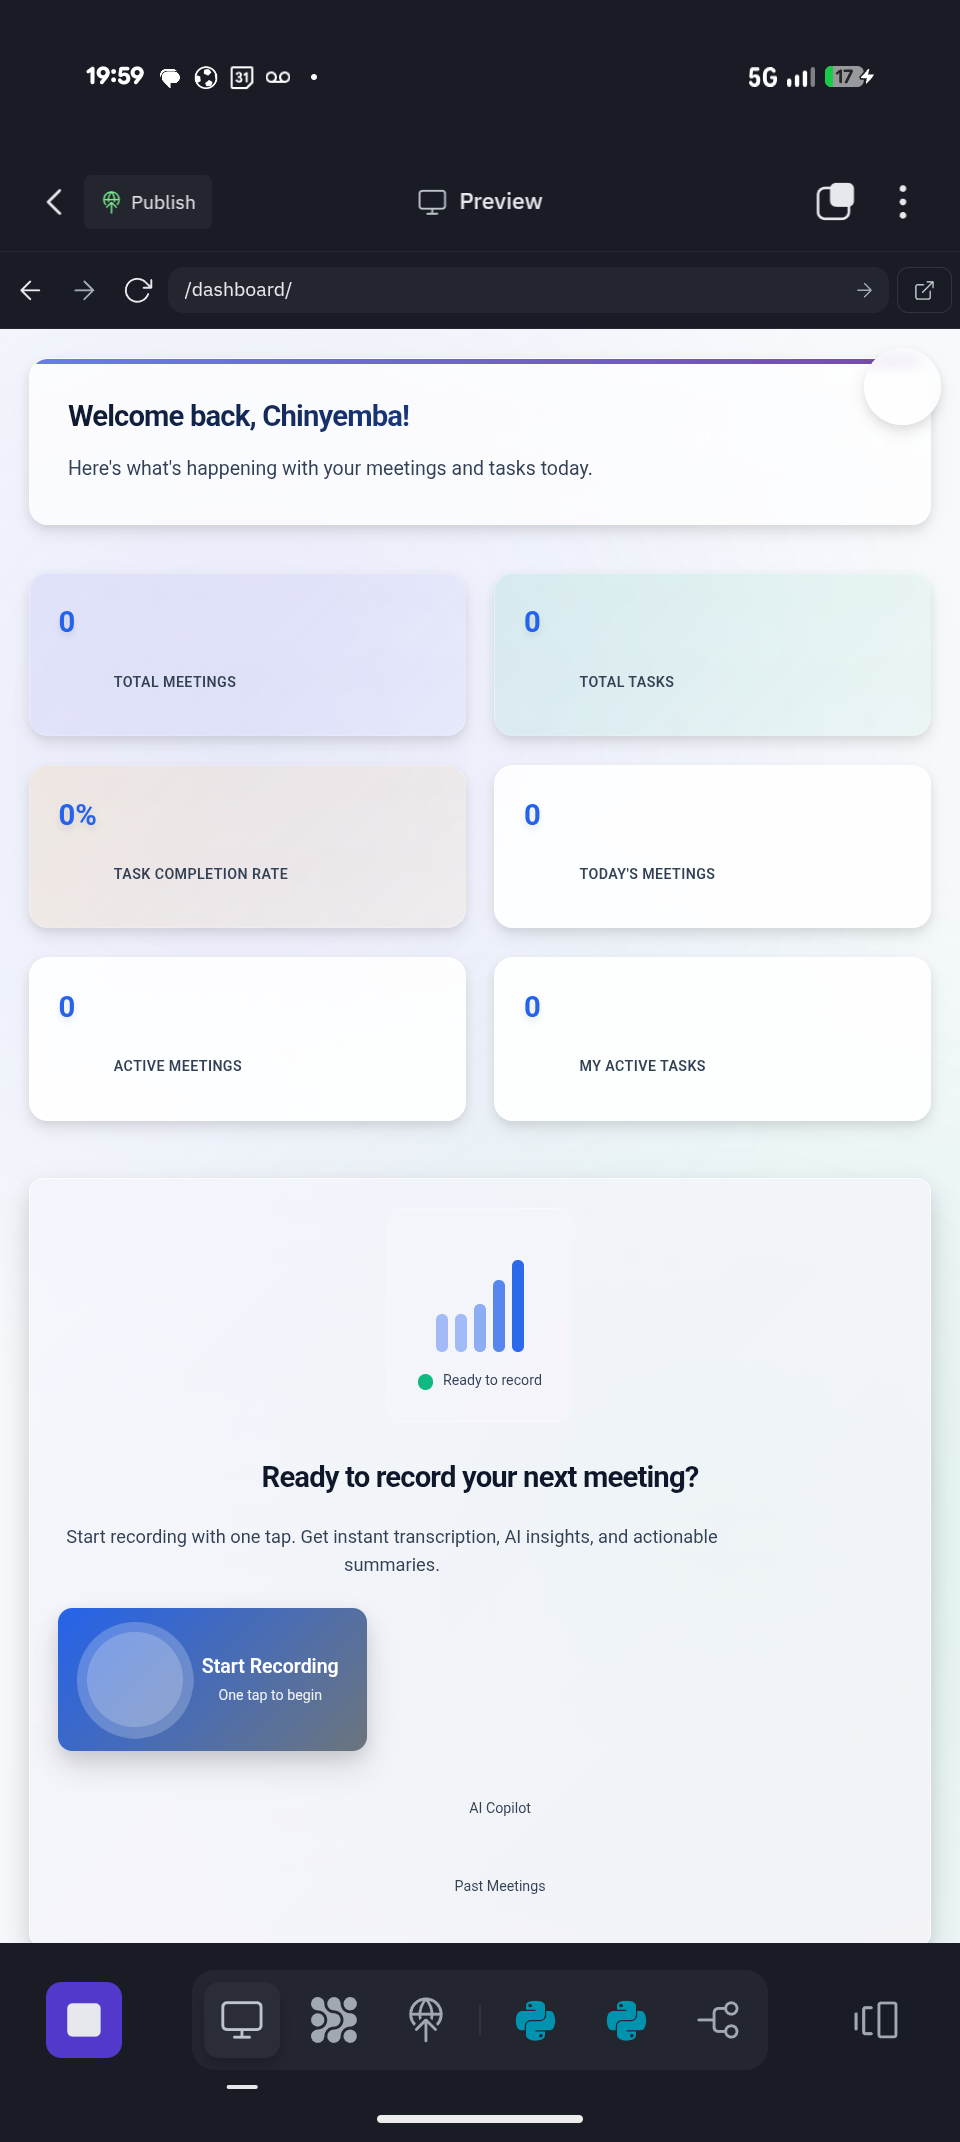 19:59
31
5G
17
Publish
Preview
/dashboard/
Welcome back, Chinyemba!
Here's what's happening with your meetings and tasks today.
0
TOTAL MEETINGS
0
TOTAL TASKS
0%
TASK COMPLETION RATE
0
TODAY'S MEETINGS
0
ACTIVE MEETINGS
0
MY ACTIVE TASKS
Ready to record
Ready to record your next meeting?
Start recording with one tap. Get instant transcription, AI insights, and actionable
summaries.
Start Recording
One tap to begin
AI Copilot
Past Meetings